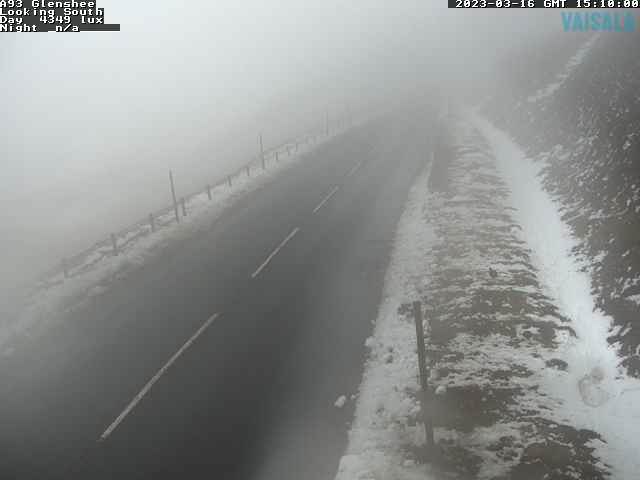 A93 Glenshee
Looking South
Day 4349 lux
Night n/a
2023-03-16 GMT 15:10:00
VAISALA